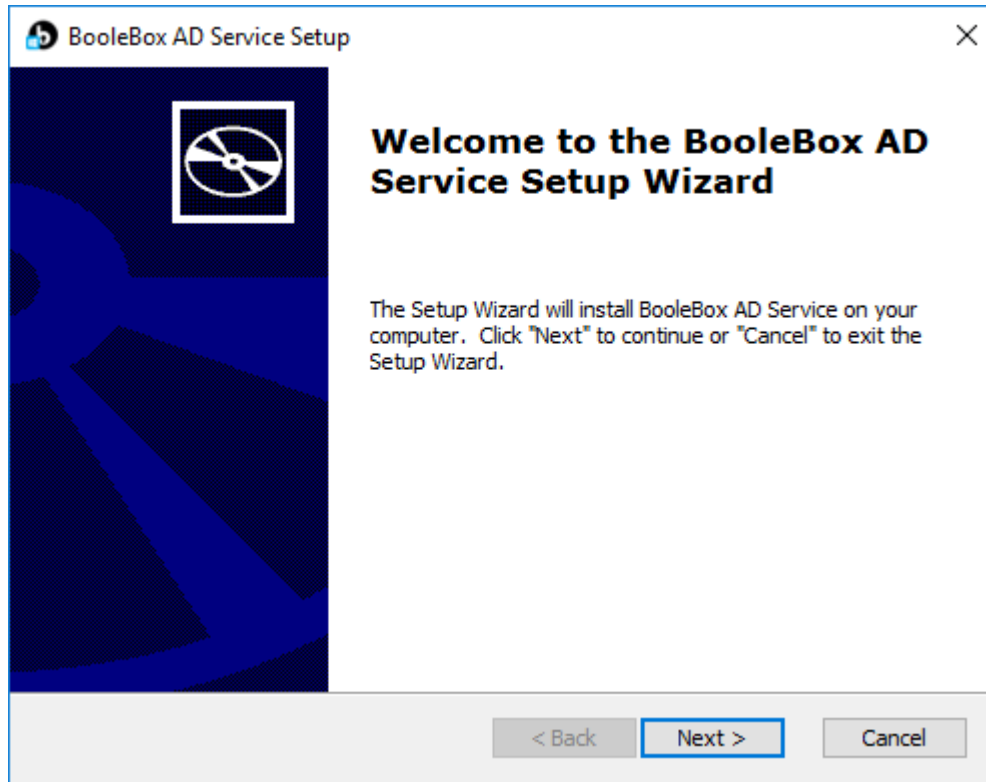 BooleBox AD Service Setup
Welcome to the BooleBox AD
Service Setup Wizard
The Setup Wizard will install BooleBox AD Service on your
computer.  Click "Next" to continue or "Cancel" to exit the
Setup Wizard.
< Back Next > Cancel